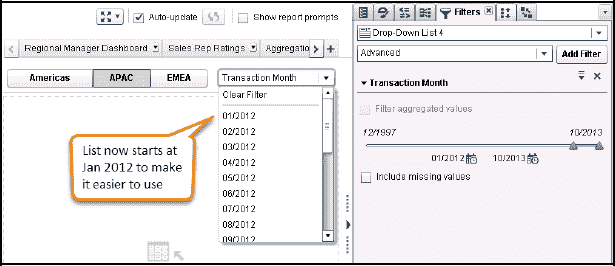 Auto-update
Show report prompts
Filters
Regional Manager Dashboard
Sales Rep Ratings
Aggregatio
Drop-Down List 4
Advanced
Add Filter
Americas
APAC
EMEA
Transaction Month
Clear Filter
01/2012
02/2012
03/2012
04/2012
05/2012
06/2012
07/2012
08/2012
09/2012
List now starts at
Jan 2012 to make
it easier to use
Transaction Month
Filter aggregated values
12/1997
10/2013
01/2012
10/2013
Include missing values